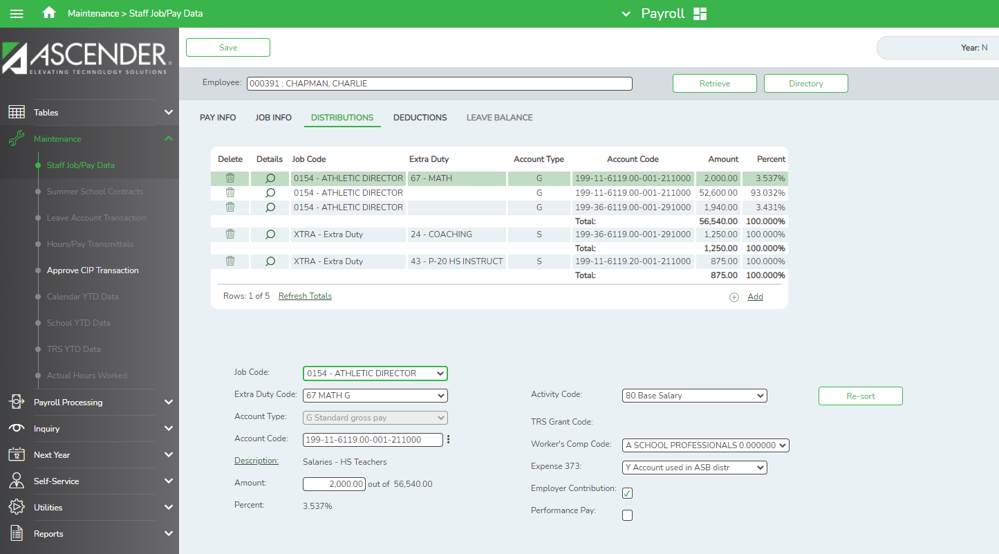 Maintenance > Staff Job/Pay Data
Payroll
ASCENDER
ELEVATING TECHNOLOGY SOLUTIONS
Save
Year: N
Employee: 000391 : CHAPMAN, CHARLIE
Retrieve
Directory
Tables
Maintenance
Staff Job/Pay Data
Summer School Contracts
Leave Account Transaction
Hours/Pay Transmittals
Approve CIP Transaction
Calendar YTD Data
School YTD Data
TRS YTD Data
Actual Hours Worked
Payroll Processing
Inquiry
12
Next Year
Self-Service
Utilities
Reports
PAY INFO JOB INFO DISTRIBUTIONS DEDUCTIONS LEAVE BALANCE
Delete Details Job Code Extra Duty Account Type Account Code Amount Percent
0154 - ATHLETIC DIRECTOR 67 - MATH G 199-11-6119.00-001-211000 2,000.00 3.537%
0154 - ATHLETIC DIRECTOR G 199-11-6119.00-001-211000 52,600.00 93.032%
0154 - ATHLETIC DIRECTOR G 199-36-6119.00-001-291000 1,940.00 3.431%
Total: 56,540.00 100.000%
XTRA - Extra Duty 24 - COACHING S 199-36-6119.00-001-291000 1,250.00 100.000%
Total: 1,250.00 100.000%
XTRA - Extra Duty 43 - P-20 HS INSTRUCT S 199-11-6119.20-001-211000 875.00 100.000%
Total: 875.00 100.000%
Rows: 1 of 5 Refresh Totals Add
Job Code: 0154 - ATHLETIC DIRECTOR
Extra Duty Code: 67 MATH G
Account Type: G Standard gross pay
Account Code: 199-11-6119.00-001-211000
Description: Salaries - HS Teachers
Amount: 2,000.00 out of 56,540.00
Percent: 3.537%
Activity Code: 80 Base Salary
TRS Grant Code:
Worker's Comp Code: A SCHOOL PROFESSIONALS 0.000000
Expense 373: Y Account used in ASB distr
Employer Contribution:
Performance Pay:
Re-sort